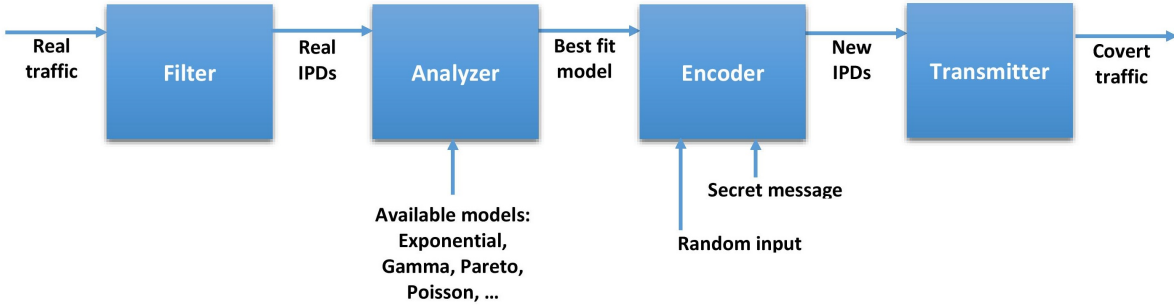 Real
traffic
Filter
Real
IPDs
Analyzer
Best fit
model
Encoder
New
IPDs
Transmitter
Covert
traffic
Available models:
Exponential,
Gamma, Pareto,
Poisson, ...
Secret message
Random input